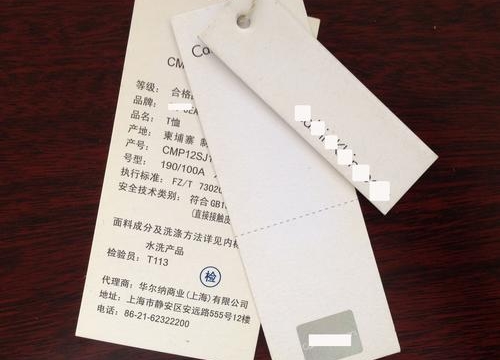 CM
等级: 合格
品牌:
品名: T恤
产地: 柬埔寨
产号: CMP12SJ1
号型: 190/100A
执行标准: FZ/T 73020
安全技术类别: 符合GB1
(直接接触皮
面料成分及洗涤方法详见内标
水洗产品
检验员: T113
检
代理商: 华尔纳商业(上海)有限公司
地址: 上海市静安区安远路555号12楼
电话: 86-21-62322200
Ca